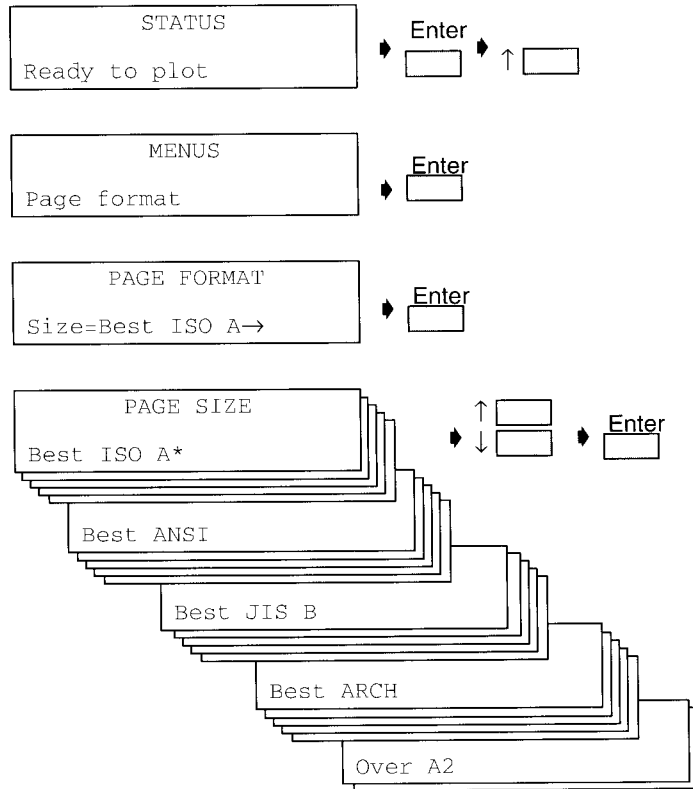 STATUS
Ready to plot
Enter
↑
MENUS
Page format
Enter
PAGE FORMAT
Size=Best ISO A→
Enter
PAGE SIZE
Best ISO A*
↑
↓
Enter
Best ANSI
Best JIS B
Best ARCH
Over A2